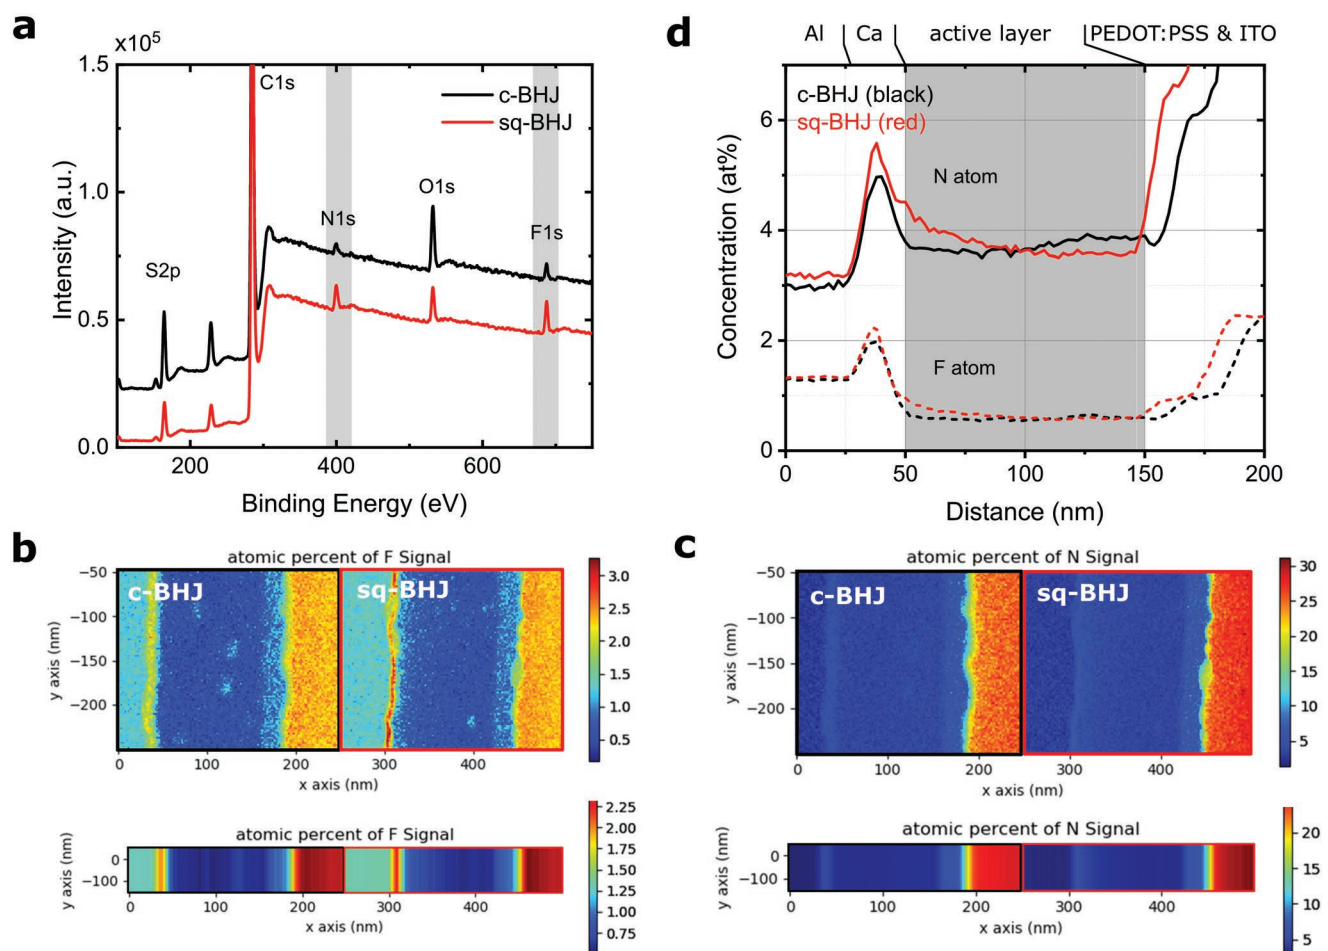 a
x10⁵
1.5
1.0
0.5
0.0
Intensity (a.u.)
C1s
c-BHJ
sq-BHJ
S2p
N1s
O1s
F1s
200
400
600
Binding Energy (eV)
d
Al
Ca
active layer
PEDOT:PSS & ITO
c-BHJ (black)
sq-BHJ (red)
N atom
F atom
6
4
2
0
Concentration (at%)
0
50
100
150
200
Distance (nm)
b
atomic percent of F Signal
c-BHJ
sq-BHJ
−50
−100
−150
−200
y axis (nm)
0
100
200
300
400
x axis (nm)
3.0
2.5
2.0
1.5
1.0
0.5
atomic percent of F Signal
0
−100
y axis (nm)
0
100
200
300
400
x axis (nm)
2.25
2.00
1.75
1.50
1.25
1.00
0.75
c
atomic percent of N Signal
c-BHJ
sq-BHJ
−50
−100
−150
−200
y axis (nm)
0
100
200
300
400
x axis (nm)
30
25
20
15
10
5
atomic percent of N Signal
0
−100
y axis (nm)
0
100
200
300
400
x axis (nm)
20
15
10
5